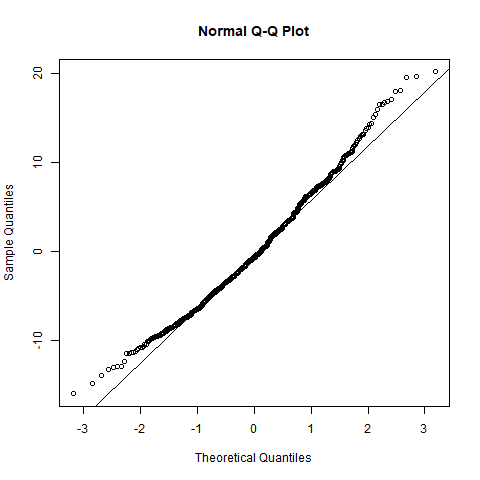 Normal Q-Q Plot
20
10
0
-10
Sample Quantiles
-3 -2 -1 0 1 2 3
Theoretical Quantiles